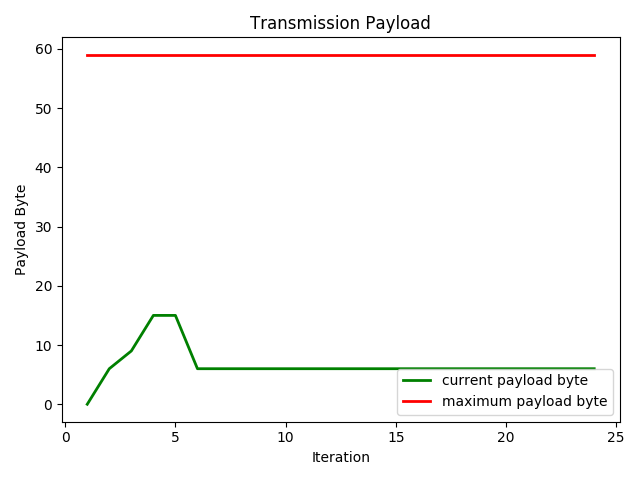 Transmission Payload
60
50
40
30
20
10
0
Payload Byte
current payload byte
maximum payload byte
0 5 10 15 20 25
Iteration